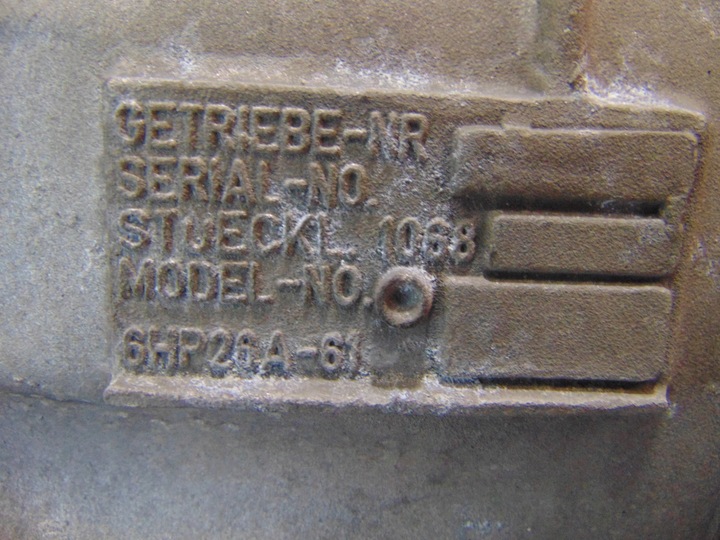 GETRIEBE-NR
SERIAL-NO.
STUECKL. 1068
MODEL-NO.
6HP26A-61